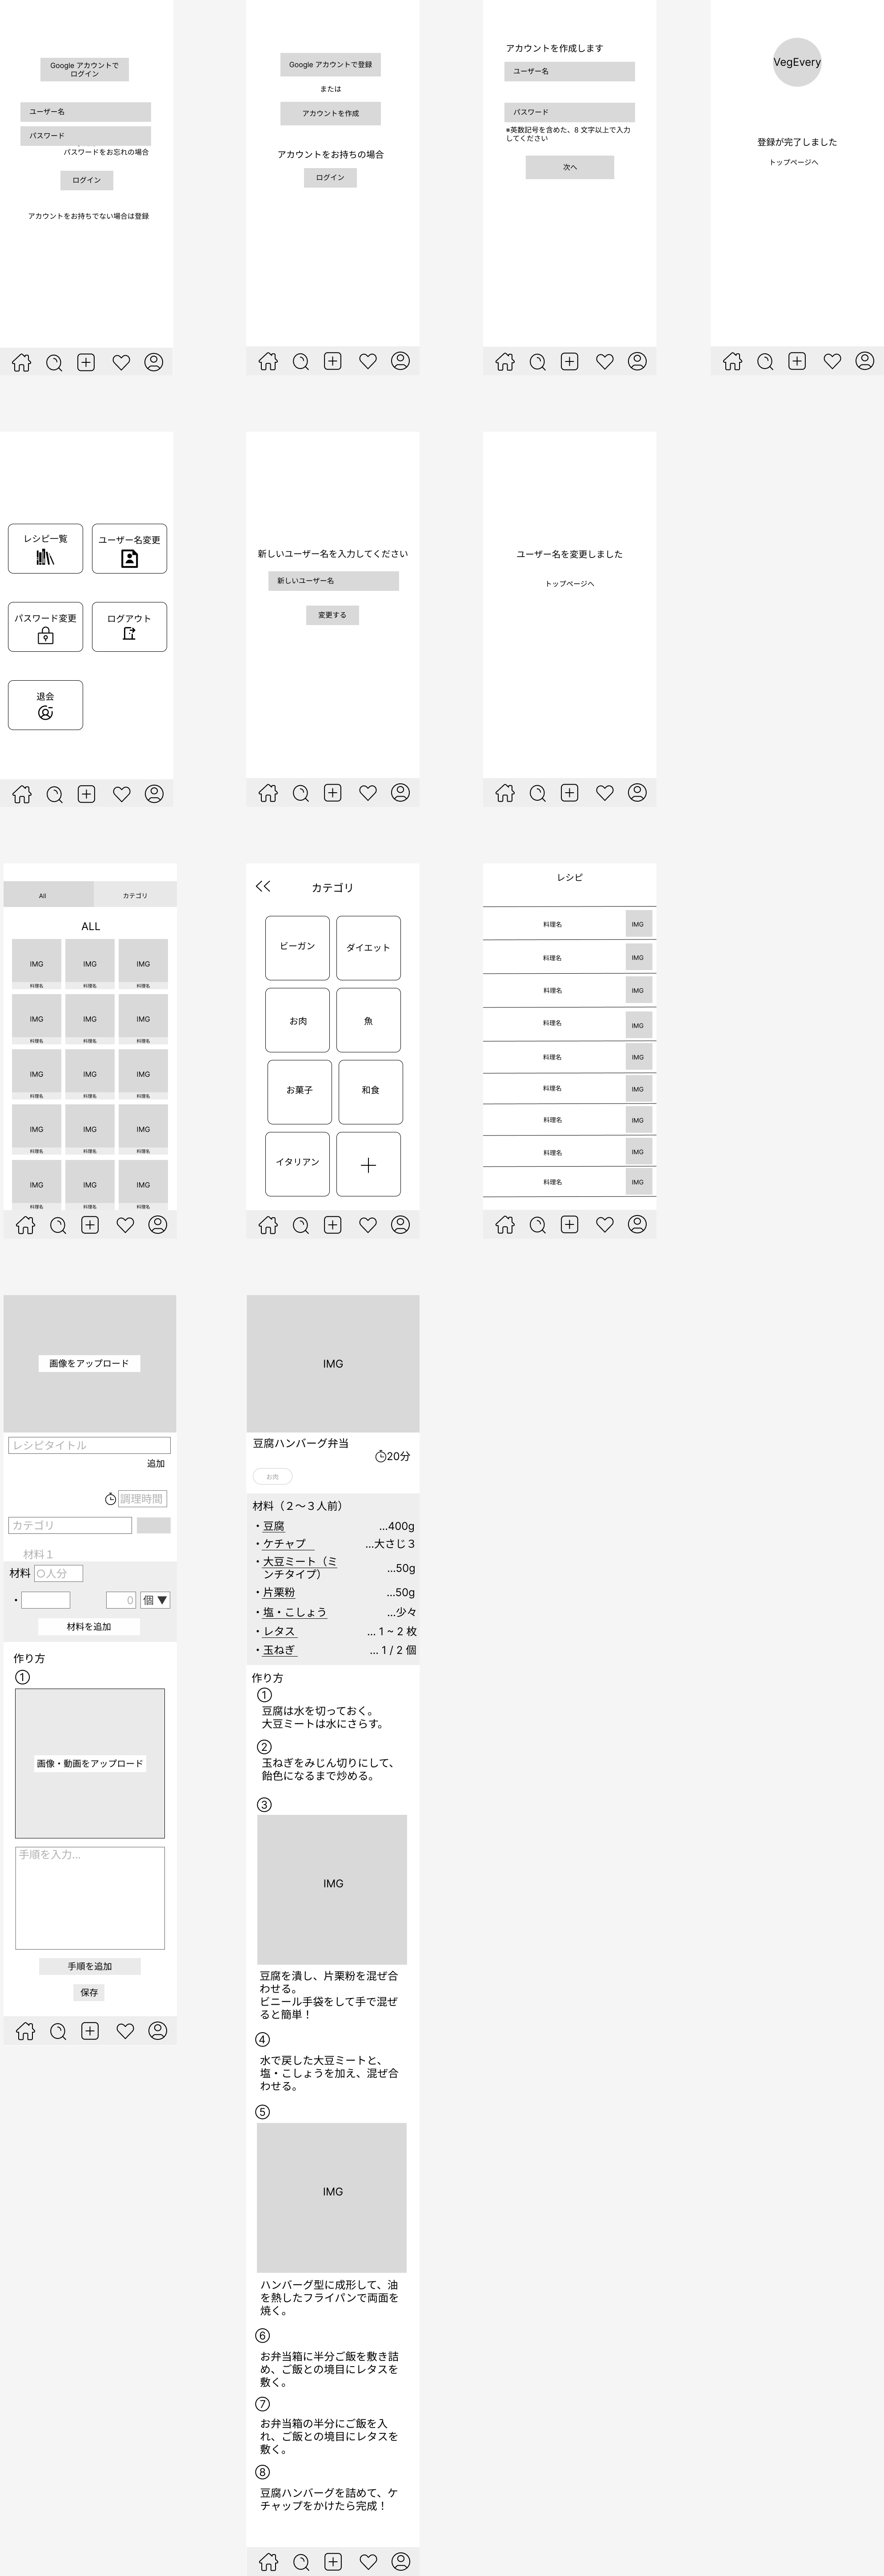 Google アカウントで
ログイン
ユーザー名
パスワード
パスワードをお忘れの場合
ログイン
アカウントをお持ちでない場合は登録
Google アカウントで登録
または
アカウントを作成
アカウントをお持ちの場合
ログイン
アカウントを作成します
ユーザー名
パスワード
※英数記号を含めた、8 文字以上で入力
してください
次へ
VegEvery
登録が完了しました
トップページへ
レシピ一覧
ユーザー名変更
パスワード変更
ログアウト
退会
新しいユーザー名を入力してください
新しいユーザー名
変更する
ユーザー名を変更しました
トップページへ
All
カテゴリ
ALL
IMG
IMG
IMG
料理名
料理名
料理名
IMG
IMG
IMG
料理名
料理名
料理名
IMG
IMG
IMG
料理名
料理名
料理名
IMG
IMG
IMG
料理名
料理名
料理名
IMG
IMG
IMG
料理名
料理名
料理名
カテゴリ
ビーガン
ダイエット
お肉
魚
お菓子
和食
イタリアン
レシピ
料理名
IMG
料理名
IMG
料理名
IMG
料理名
IMG
料理名
IMG
料理名
IMG
料理名
IMG
料理名
IMG
料理名
IMG
画像をアップロード
レシピタイトル
追加
調理時間
カテゴリ
材料１
材料
○人分
・
0
個 ▼
材料を追加
作り方
①
画像・動画をアップロード
手順を入力...
手順を追加
保存
IMG
豆腐ハンバーグ弁当
20分
お肉
材料（２〜３人前）
・豆腐 …400g
・ケチャプ …大さじ３
・大豆ミート（ミ
ンチタイプ） …50g
・片栗粉 …50g
・塩・こしょう …少々
・レタス … 1 ~ 2 枚
・玉ねぎ … 1 / 2 個
作り方
①
豆腐は水を切っておく。
大豆ミートは水にさらす。
②
玉ねぎをみじん切りにして、
飴色になるまで炒める。
③
IMG
豆腐を潰し、片栗粉を混ぜ合
わせる。
ビニール手袋をして手で混ぜ
ると簡単！
④
水で戻した大豆ミートと、
塩・こしょうを加え、混ぜ合
わせる。
⑤
IMG
ハンバーグ型に成形して、油
を熱したフライパンで両面を
焼く。
⑥
お弁当箱に半分ご飯を敷き詰
め、ご飯との境目にレタスを
敷く。
⑦
お弁当箱の半分にご飯を入
れ、ご飯との境目にレタスを
敷く。
⑧
豆腐ハンバーグを詰めて、ケ
チャップをかけたら完成！